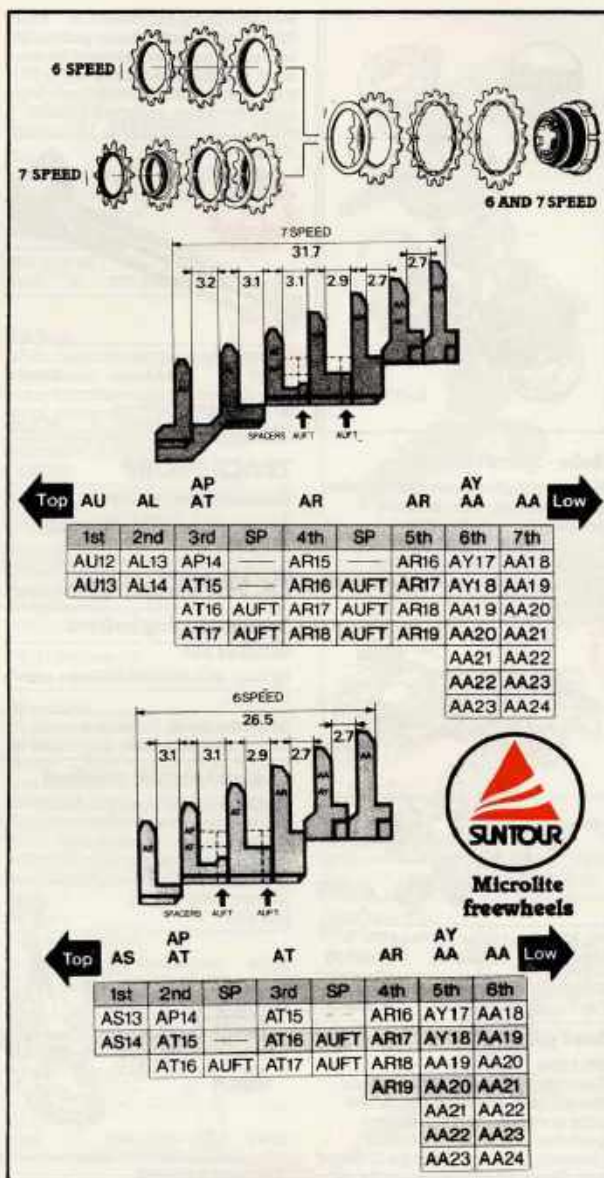 6 SPEED
7 SPEED
6 AND 7 SPEED
7 SPEED
31.7
3.2 3.1 3.1 2.9 2.7 2.7
SPACERS AUFT AUFT
Top AU AL AP AT AR AR AY AA AA Low
1st 2nd 3rd SP 4th SP 5th 6th 7th
AU12 AL13 AP14 — AR15 — AR16 AY17 AA18
AU13 AL14 AT15 — AR16 AUFT AR17 AY18 AA19
AT16 AUFT AR17 AUFT AR18 AA19 AA20
AT17 AUFT AR18 AUFT AR19 AA20 AA21
AA21 AA22
AA22 AA23
AA23 AA24
6 SPEED
26.5
3.1 3.1 2.9 2.7 2.7
AA
SPACERS AUFT AUFT
SUNTOUR
Microlite
freewheels
Top AS AP AT AT AR AY AA AA Low
1st 2nd SP 3rd SP 4th 5th 6th
AS13 AP14 — AT15 — AR16 AY17 AA18
AS14 AT15 — AT16 AUFT AR17 AY18 AA19
AT16 AUFT AT17 AUFT AR18 AA19 AA20
AR19 AA20 AA21
AA21 AA22
AA22 AA23
AA23 AA24